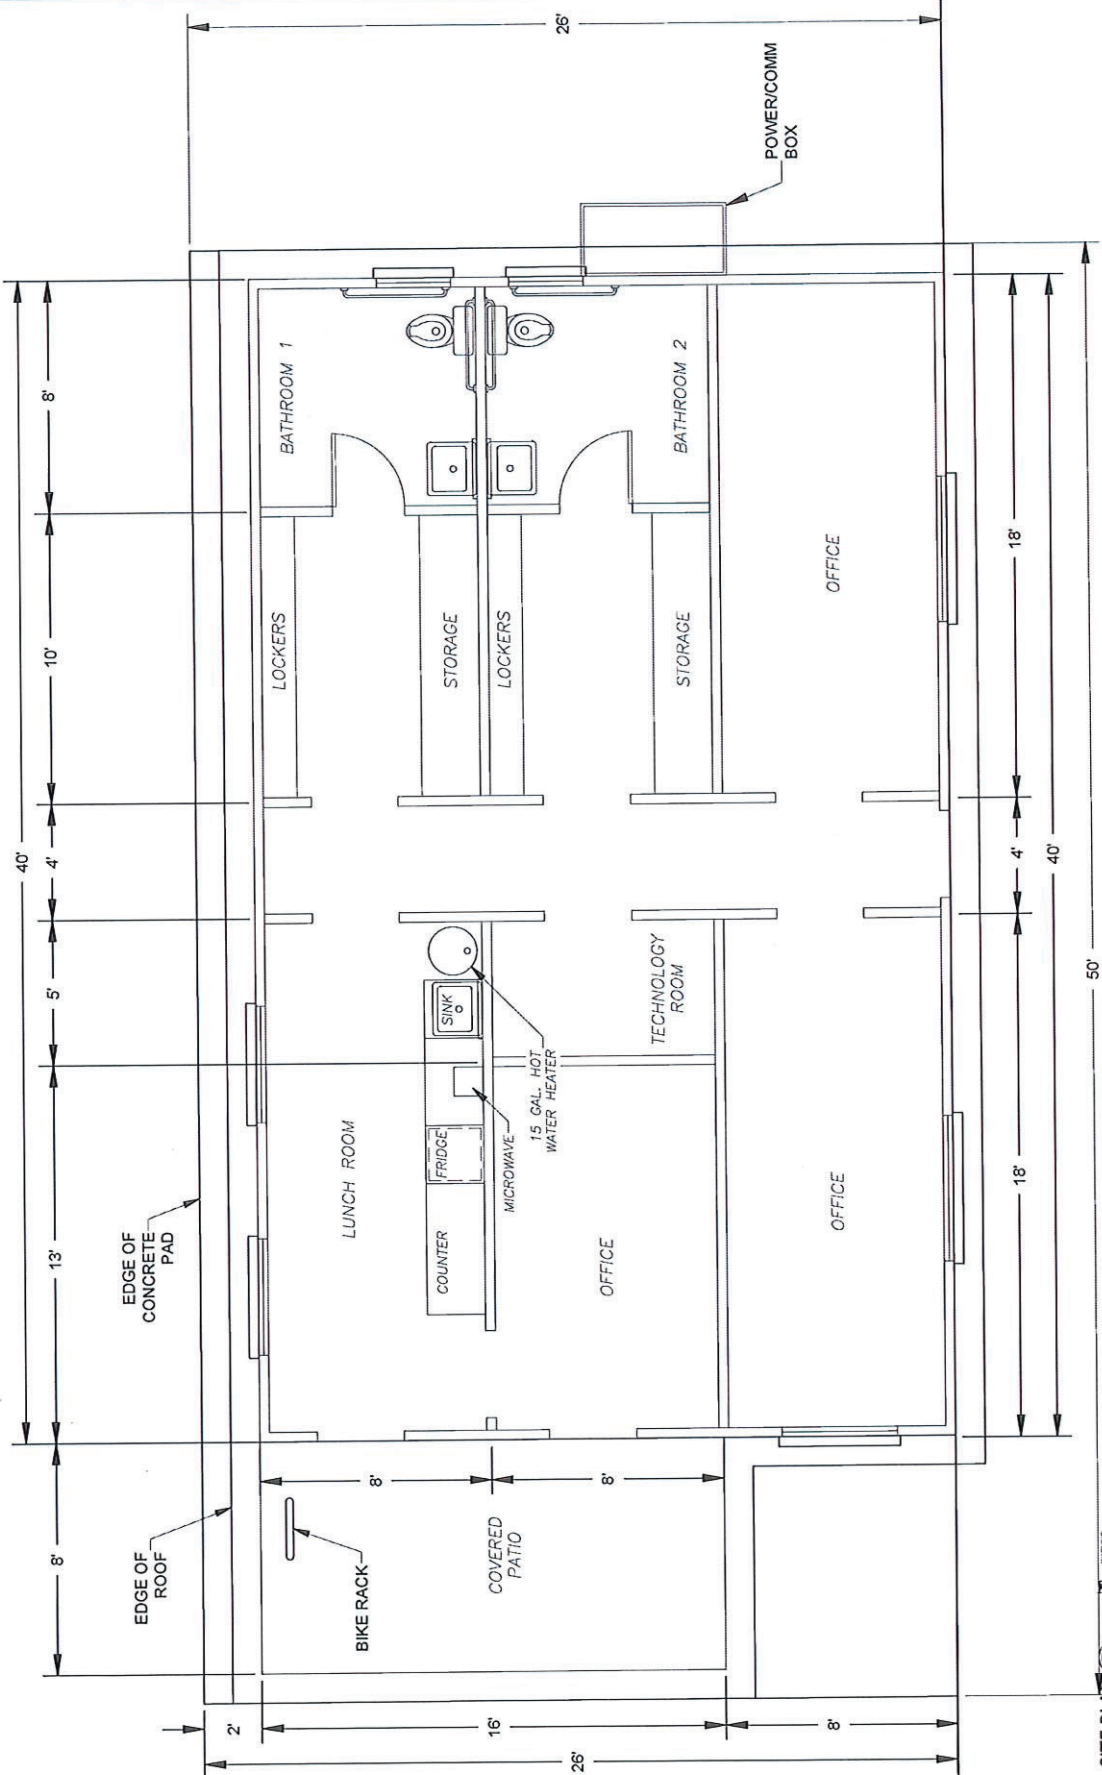 26'
POWER/COMM
BOX
40'
8'
10'
4'
5'
13'
8'
BATHROOM 1
BATHROOM 2
LOCKERS
STORAGE
LOCKERS
STORAGE
OFFICE
18'
4'
18'
40'
50'
SINK
TECHNOLOGY
ROOM
15 GAL. HOT
WATER HEATER
MICROWAVE
FRIDGE
LUNCH ROOM
COUNTER
OFFICE
OFFICE
EDGE OF
CONCRETE
PAD
EDGE OF
ROOF
BIKE RACK
COVERED
PATIO
8'
8'
2'
16'
8'
26'